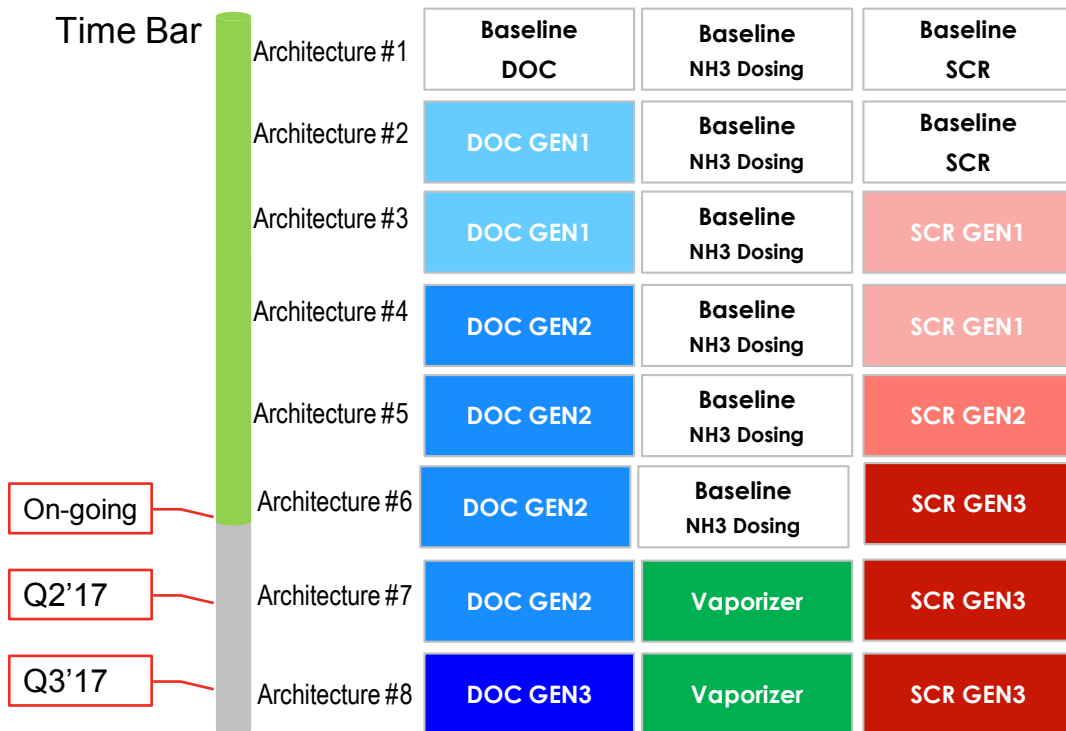 Time Bar
Architecture #1
Baseline
DOC
Baseline
NH3 Dosing
Baseline
SCR
Architecture #2
DOC GEN1
Baseline
NH3 Dosing
Baseline
SCR
Architecture #3
DOC GEN1
Baseline
NH3 Dosing
SCR GEN1
Architecture #4
DOC GEN2
Baseline
NH3 Dosing
SCR GEN1
Architecture #5
DOC GEN2
Baseline
NH3 Dosing
SCR GEN2
On-going
Architecture #6
DOC GEN2
Baseline
NH3 Dosing
SCR GEN3
Q2’17
Architecture #7
DOC GEN2
Vaporizer
SCR GEN3
Q3’17
Architecture #8
DOC GEN3
Vaporizer
SCR GEN3